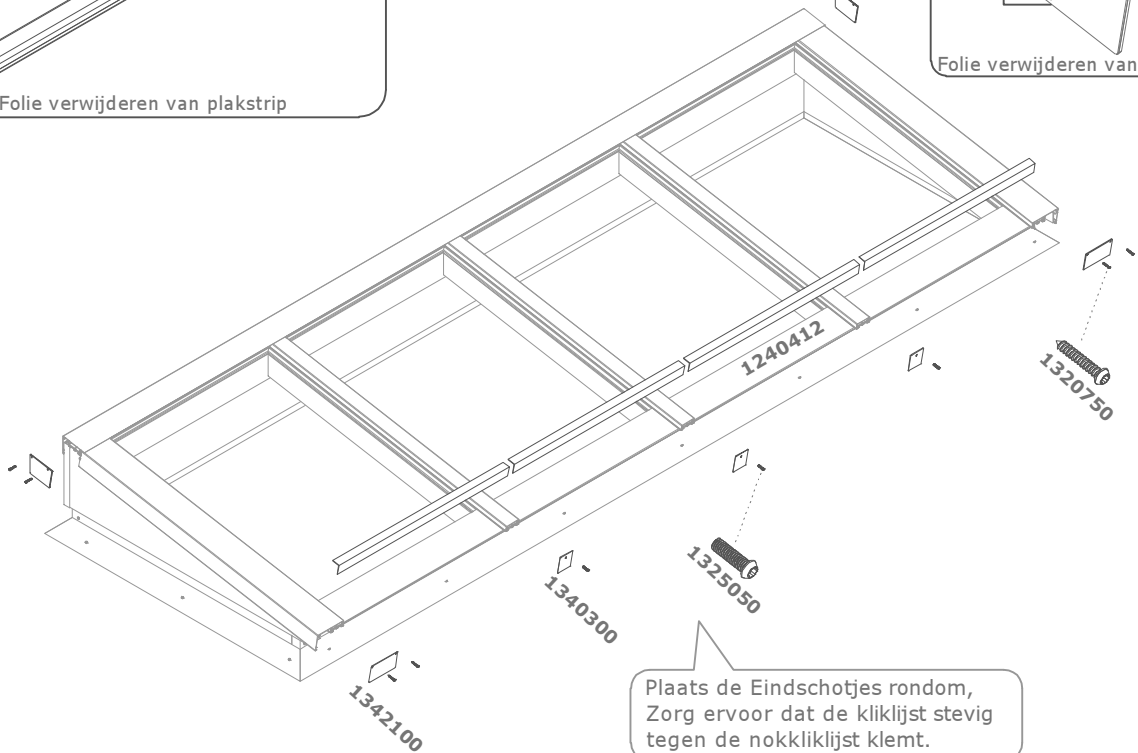 Folie verwijderen van plakstrip
Folie verwijderen van
1240412
1320750
1325050
1340300
1342100
Plaats de Eindschotjes rondom,
Zorg ervoor dat de kliklijst stevig
tegen de nokkliklijst klemt.